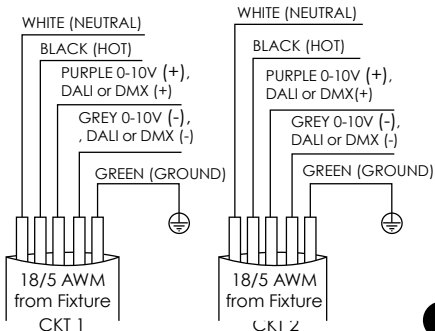 WHITE (NEUTRAL)
BLACK (HOT)
PURPLE 0-10V (+),
DALI or DMX (+)
GREY 0-10V (-),
, DALI or DMX (-)
GREEN (GROUND)
18/5 AWM
from Fixture
CKT 1
WHITE (NEUTRAL)
BLACK (HOT)
PURPLE 0-10V (+),
DALI or DMX(+)
GREY 0-10V (-),
DALI or DMX (-)
GREEN (GROUND)
18/5 AWM
from Fixture
CKT 2